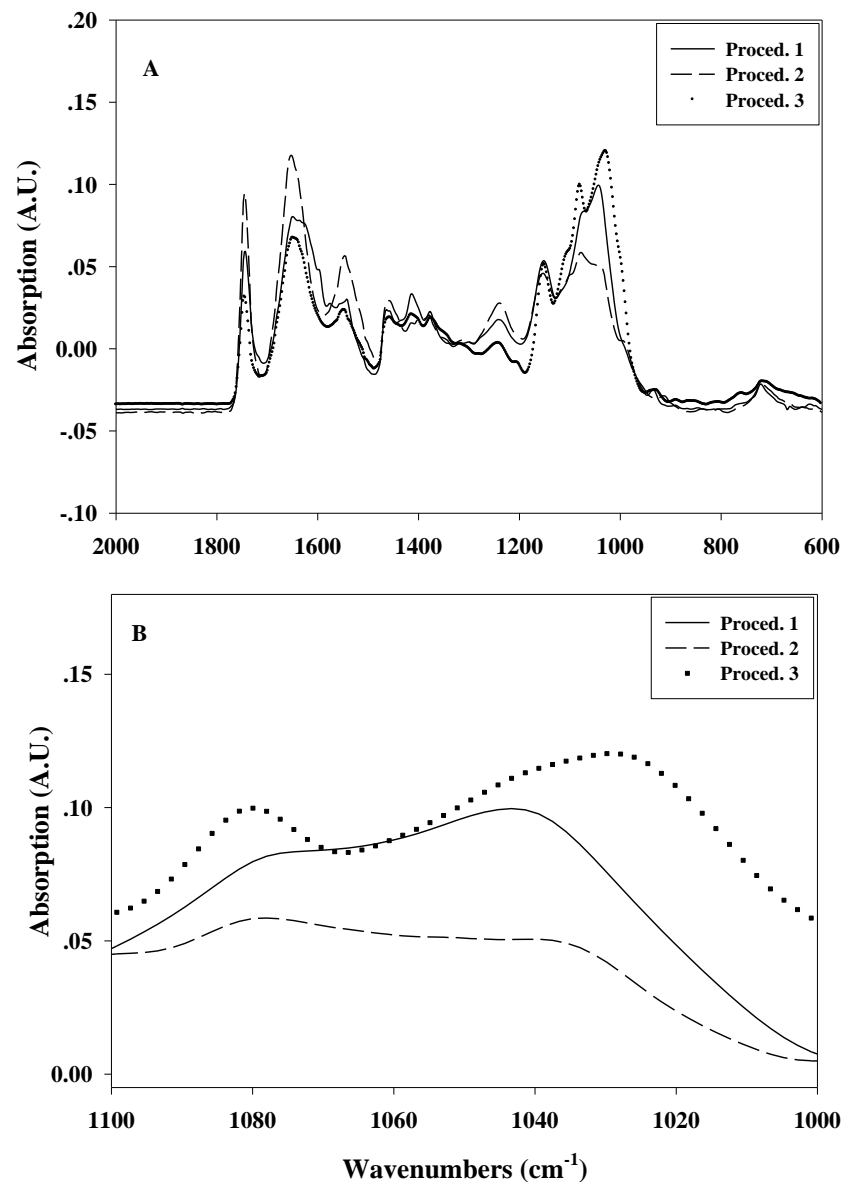 .20
A
Proced. 1
Proced. 2
Proced. 3
.15
.10
.05
0.00
-.05
-.10
Absorption (A.U.)
2000 1800 1600 1400 1200 1000 800 600
B
Proced. 1
Proced. 2
Proced. 3
.15
.10
.05
0.00
Absorption (A.U.)
1100 1080 1060 1040 1020 1000
Wavenumbers (cm⁻¹)